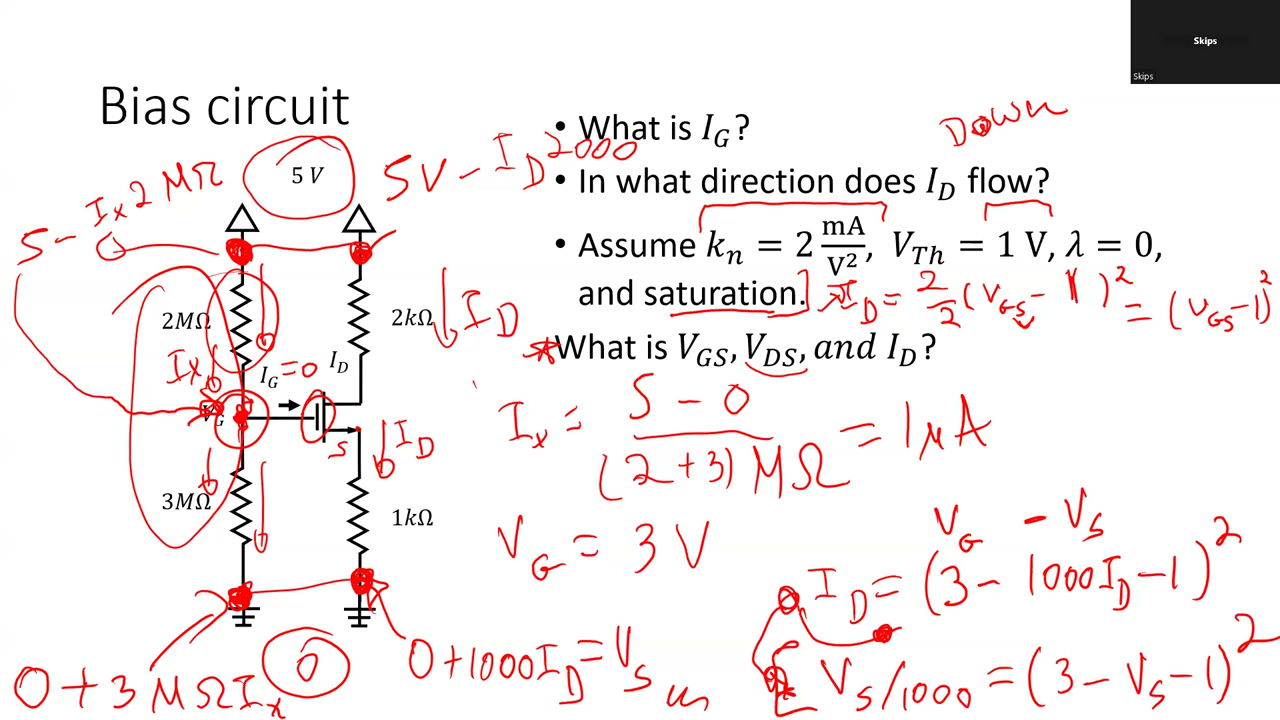 Skips
Skips
Bias circuit
5 V
5V - I_D 2000
I_x 2 MΩ
5 -
2MΩ
2kΩ
I_D
I_x
I_G =0
I_D
V_G
S
I_D
3MΩ
1kΩ
0
0 + 3 MΩ I_x
0 + 1000 I_D = V_S
• What is I_G?
Down
• In what direction does I_D flow?
• Assume k_n = 2 mA/V², V_Th = 1 V, λ = 0,
and saturation.
I_D = 2/2 (V_GS - 1)² = (V_GS - 1)²
What is V_GS, V_DS, and I_D?
I_x = 5 - 0 / (2+3) MΩ = 1 μA
V_G = 3 V
V_G - V_S
I_D = (3 - 1000 I_D - 1)²
V_S/1000 = (3 - V_S - 1)²